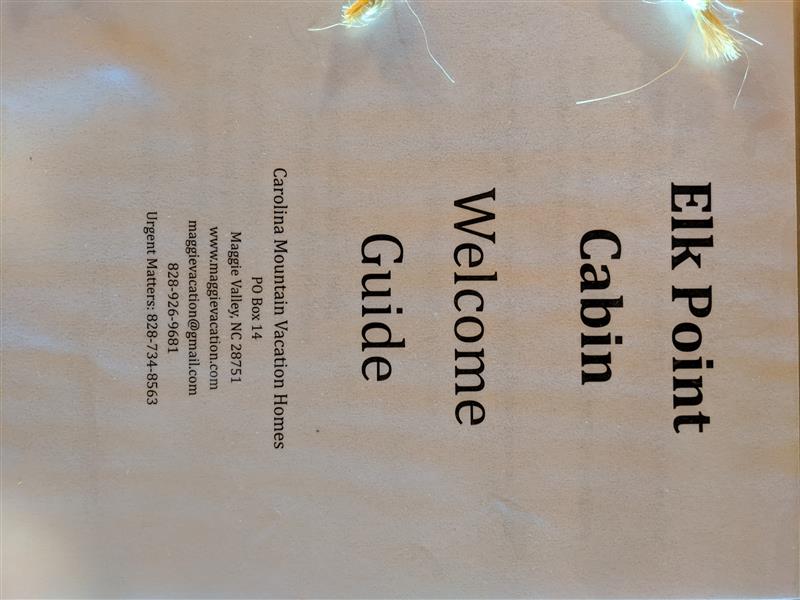 Elk Point
Cabin
Welcome
Guide
Carolina Mountain Vacation Homes
PO Box 14
Maggie Valley, NC 28751
www.maggievacation.com
maggievacation@gmail.com
828-926-9681
Urgent Matters: 828-734-8563